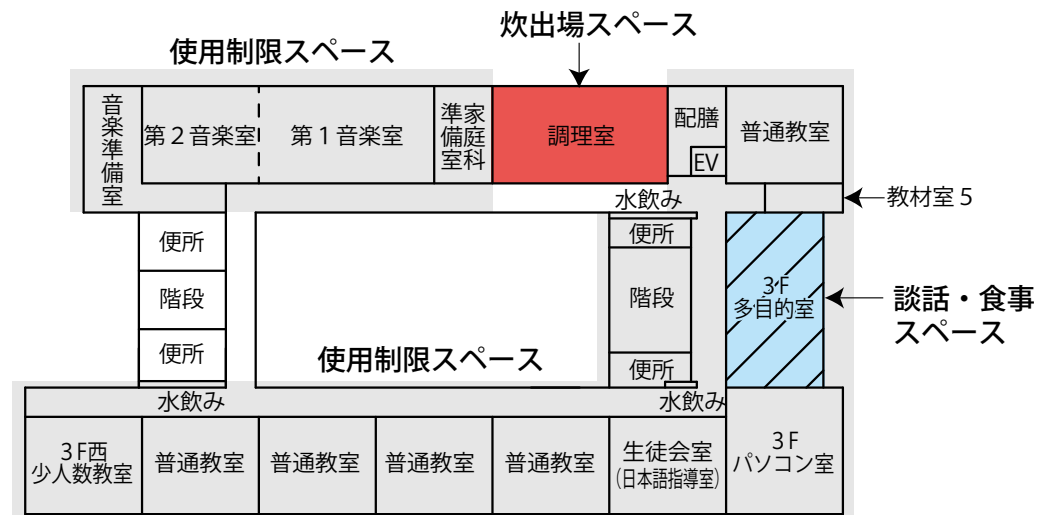 炊出場スペース
使用制限スペース
音楽準備室
第２音楽室
第１音楽室
家庭科
準備室
調理室
配膳
EV
普通教室
水飲み
教材室５
便所
階段
便所
便所
階段
便所
３F
多目的室
談話・食事
スペース
使用制限スペース
水飲み
水飲み
３F西
少人数教室
普通教室
普通教室
普通教室
普通教室
生徒会室
(日本語指導室)
３F
パソコン室